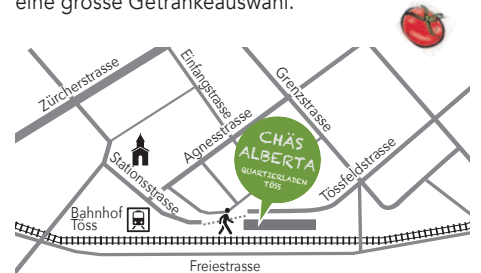 eine grosse Getränkeauswahl.
Zürcherstrasse
Einfangstrasse
Grenzstrasse
Agnesstrasse
CHÄS
ALBERTA
QUARTIERLADEN
TÖSS
Stationsstrasse
Tössfeldstrasse
Bahnhof
Töss
Freiestrasse